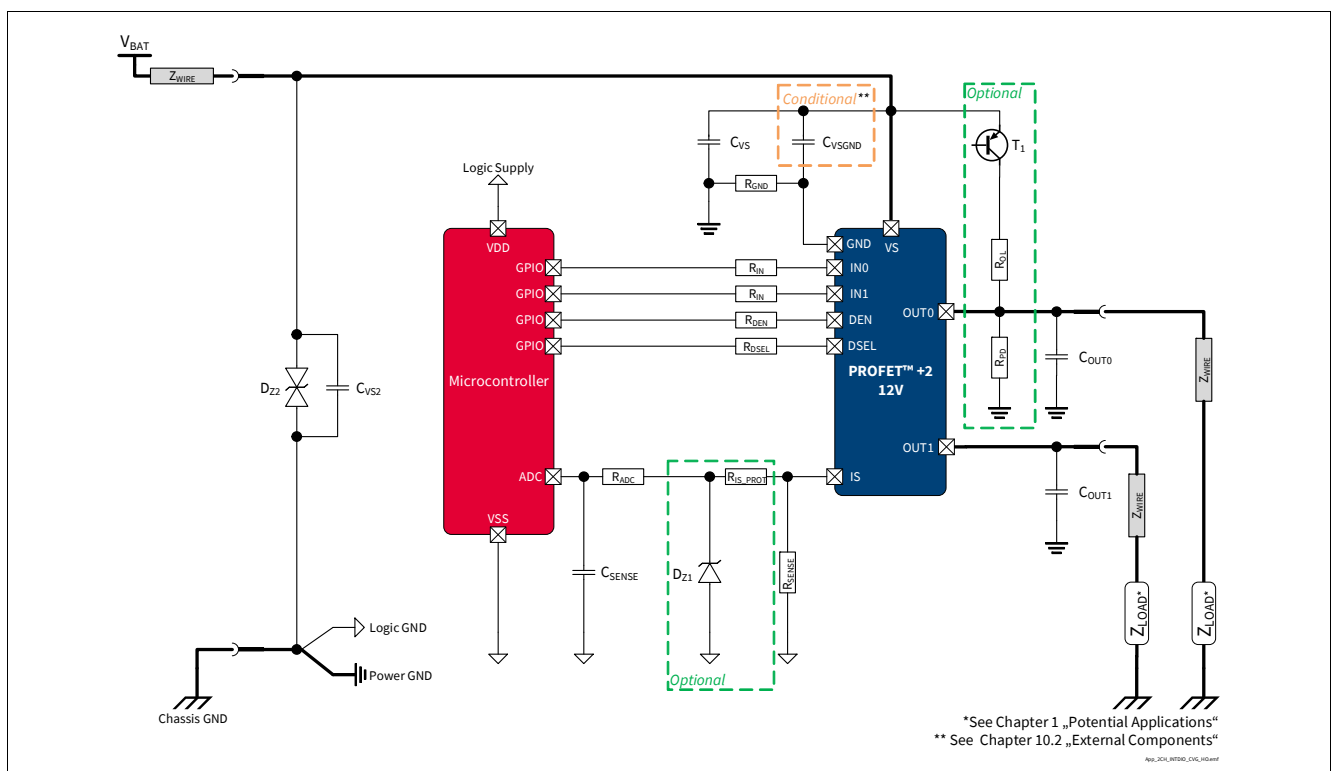 VBAT
ZWIRE
Conditional**
Optional
CVS
CVSGND
T1
Logic Supply
RGND
VDD
GND
VS
GPIO
RIN
IN0
ROL
GPIO
RIN
IN1
GPIO
RDEN
DEN
OUT0
GPIO
RDSEL
DSEL
RPD
COUT0
ZWIRE
DZ2
CVS2
Microcontroller
PROFET™ +2
12V
OUT1
ADC
RADC
RIS_PROT
IS
COUT1
ZWIRE
VSS
CSENSE
DZ1
RSENSE
ZLOAD*
ZLOAD*
Logic GND
Power GND
Optional
Chassis GND
*See Chapter 1 „Potential Applications“
** See Chapter 10.2 „External Components“
App_2CH_INTDIO_CVG_HO.emf